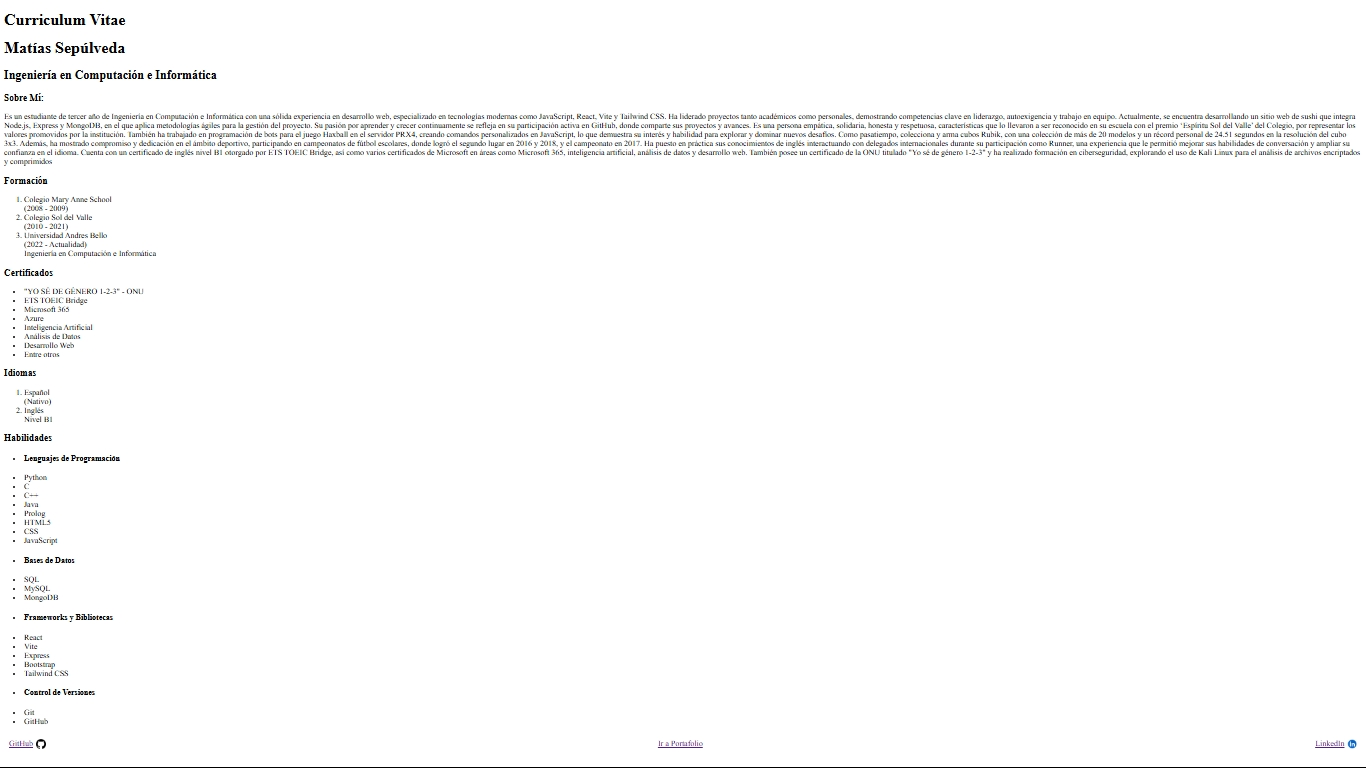 Curriculum Vitae
Matías Sepúlveda
Ingeniería en Computación e Informática
Sobre Mí:
Es un estudiante de tercer año de Ingeniería en Computación e Informática con una sólida experiencia en desarrollo web, especializado en tecnologías modernas como JavaScript, React, Vite y Tailwind CSS. Ha liderado proyectos tanto académicos como personales, demostrando competencias clave en liderazgo, autoexigencia y trabajo en equipo. Actualmente, se encuentra desarrollando un sitio web de sushi que integra
Node.js, Express y MongoDB, en el que aplica metodologías ágiles para la gestión del proyecto. Su pasión por aprender y crecer continuamente se refleja en su participación activa en GitHub, donde comparte sus proyectos y avances. Es una persona empática, solidaria, honesta y respetuosa, características que lo llevaron a ser reconocido en su escuela con el premio ‘Espíritu Sol del Valle’ del Colegio, por representar los
valores promovidos por la institución. También ha trabajado en programación de bots para el juego Haxball en el servidor PRX4, creando comandos personalizados en JavaScript, lo que demuestra su interés y habilidad para explorar y dominar nuevos desafíos. Como pasatiempo, colecciona y arma cubos Rubik, con una colección de más de 20 modelos y un récord personal de 24.51 segundos en la resolución del cubo
3x3. Además, ha mostrado compromiso y dedicación en el ámbito deportivo, participando en campeonatos de fútbol escolares, donde logró el segundo lugar en 2016 y 2018, y el campeonato en 2017. Ha puesto en práctica sus conocimientos de inglés interactuando con delegados internacionales durante su participación como Runner, una experiencia que le permitió mejorar sus habilidades de conversación y ampliar su
confianza en el idioma. Cuenta con un certificado de inglés nivel B1 otorgado por ETS TOEIC Bridge, así como varios certificados de Microsoft en áreas como Microsoft 365, inteligencia artificial, análisis de datos y desarrollo web. También posee un certificado de la ONU titulado "Yo sé de género 1-2-3" y ha realizado formación en ciberseguridad, explorando el uso de Kali Linux para el análisis de archivos encriptados
y comprimidos
Formación
1. Colegio Mary Anne School
(2008 - 2009)
2. Colegio Sol del Valle
(2010 - 2021)
3. Universidad Andres Bello
(2022 - Actualidad)
Ingeniería en Computación e Informática
Certificados
• "YO SÉ DE GÉNERO 1-2-3" - ONU
• ETS TOEIC Bridge
• Microsoft 365
• Azure
• Inteligencia Artificial
• Análisis de Datos
• Desarrollo Web
• Entre otros
Idiomas
1. Español
(Nativo)
2. Inglés
Nivel B1
Habilidades
• Lenguajes de Programación
• Python
• C
• C++
• Java
• Prolog
• HTML5
• CSS
• JavaScript
• Bases de Datos
• SQL
• MySQL
• MongoDB
• Frameworks y Bibliotecas
• React
• Vite
• Express
• Bootstrap
• Tailwind CSS
• Control de Versiones
• Git
• GitHub
GitHub Ir a Portafolio LinkedIn in